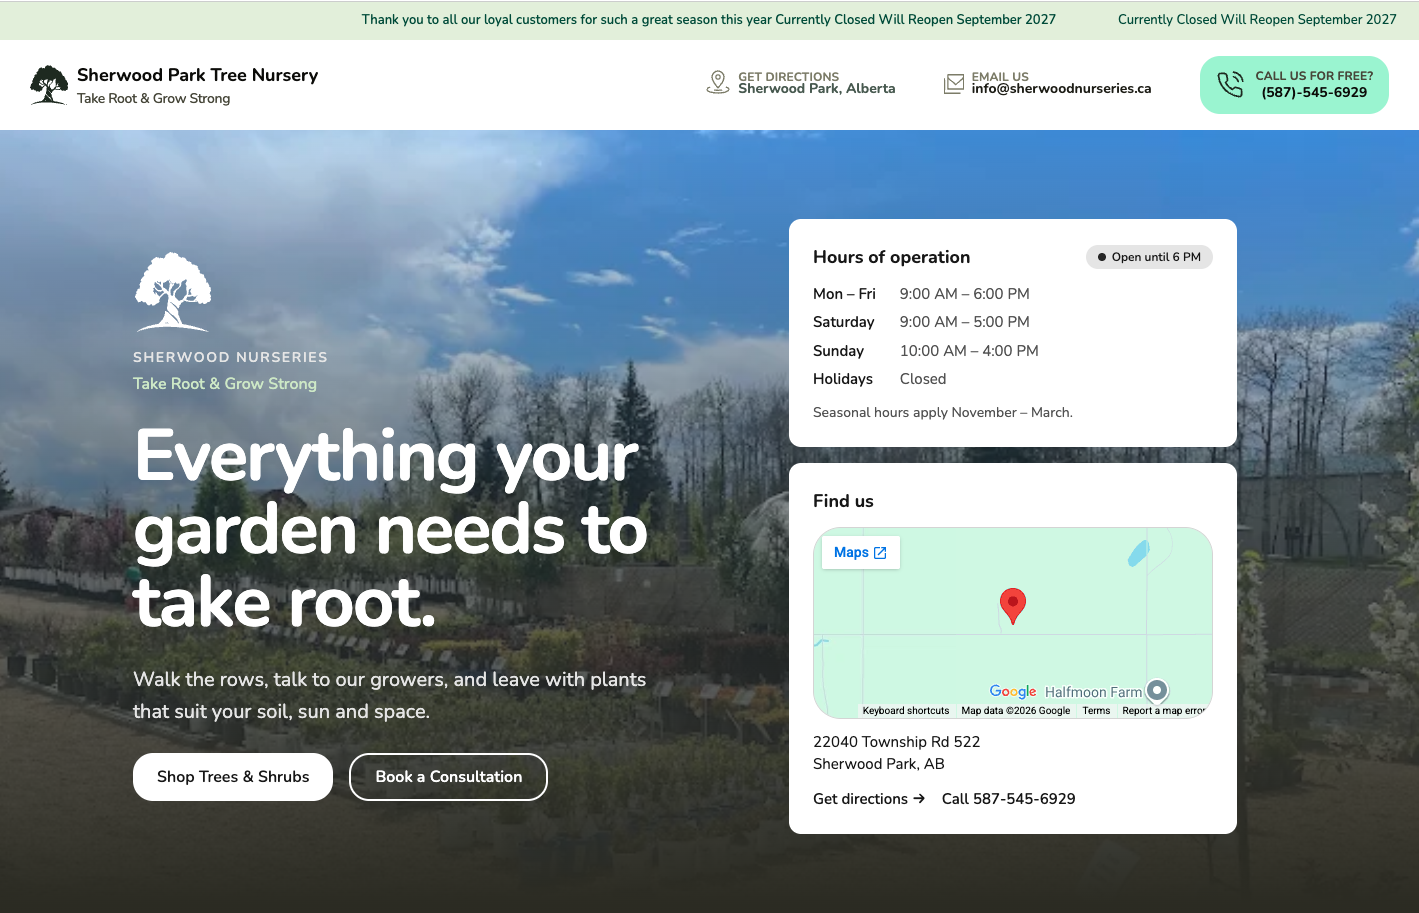 Thank you to all our loyal customers for such a great season this year Currently Closed Will Reopen September 2027
Currently Closed Will Reopen September 2027
Sherwood Park Tree Nursery
Take Root & Grow Strong
GET DIRECTIONS
Sherwood Park, Alberta
EMAIL US
info@sherwoodnurseries.ca
CALL US FOR FREE?
(587)-545-6929
SHERWOOD NURSERIES
Take Root & Grow Strong
Everything your
garden needs to
take root.
Walk the rows, talk to our growers, and leave with plants
that suit your soil, sun and space.
Shop Trees & Shrubs
Book a Consultation
Hours of operation
Open until 6 PM
Mon – Fri 9:00 AM – 6:00 PM
Saturday 9:00 AM – 5:00 PM
Sunday 10:00 AM – 4:00 PM
Holidays Closed
Seasonal hours apply November – March.
Find us
Maps
Google
Halfmoon Farm
Keyboard shortcuts
Map data ©2026 Google
Terms
Report a map error
22040 Township Rd 522
Sherwood Park, AB
Get directions →
Call 587-545-6929